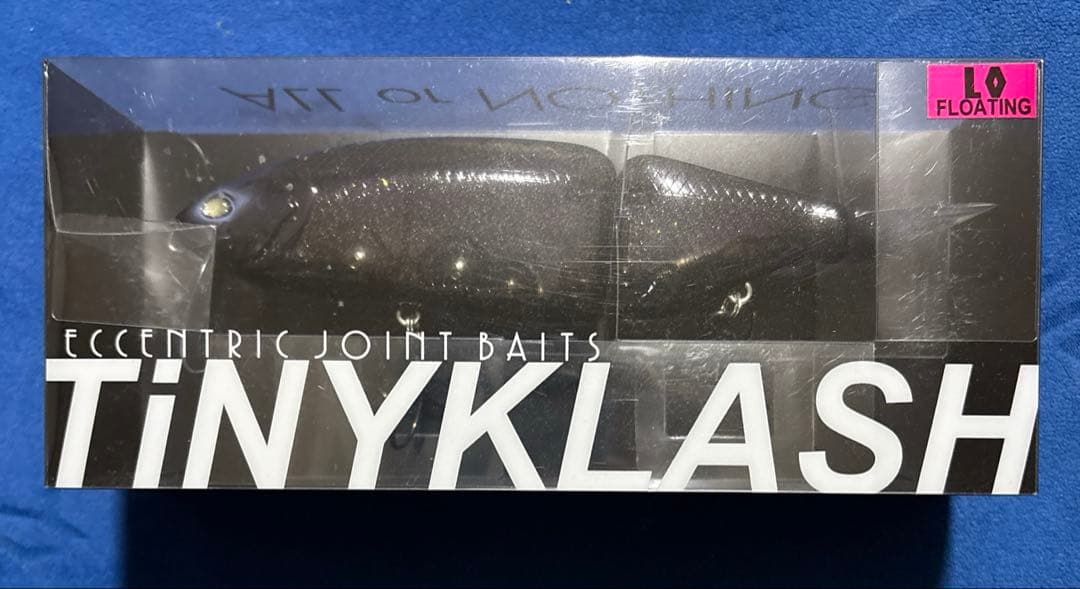 ALL or NOTHING
LO
FLOATING
ECCENTRIC JOINT BAITS
TiNYKLASH